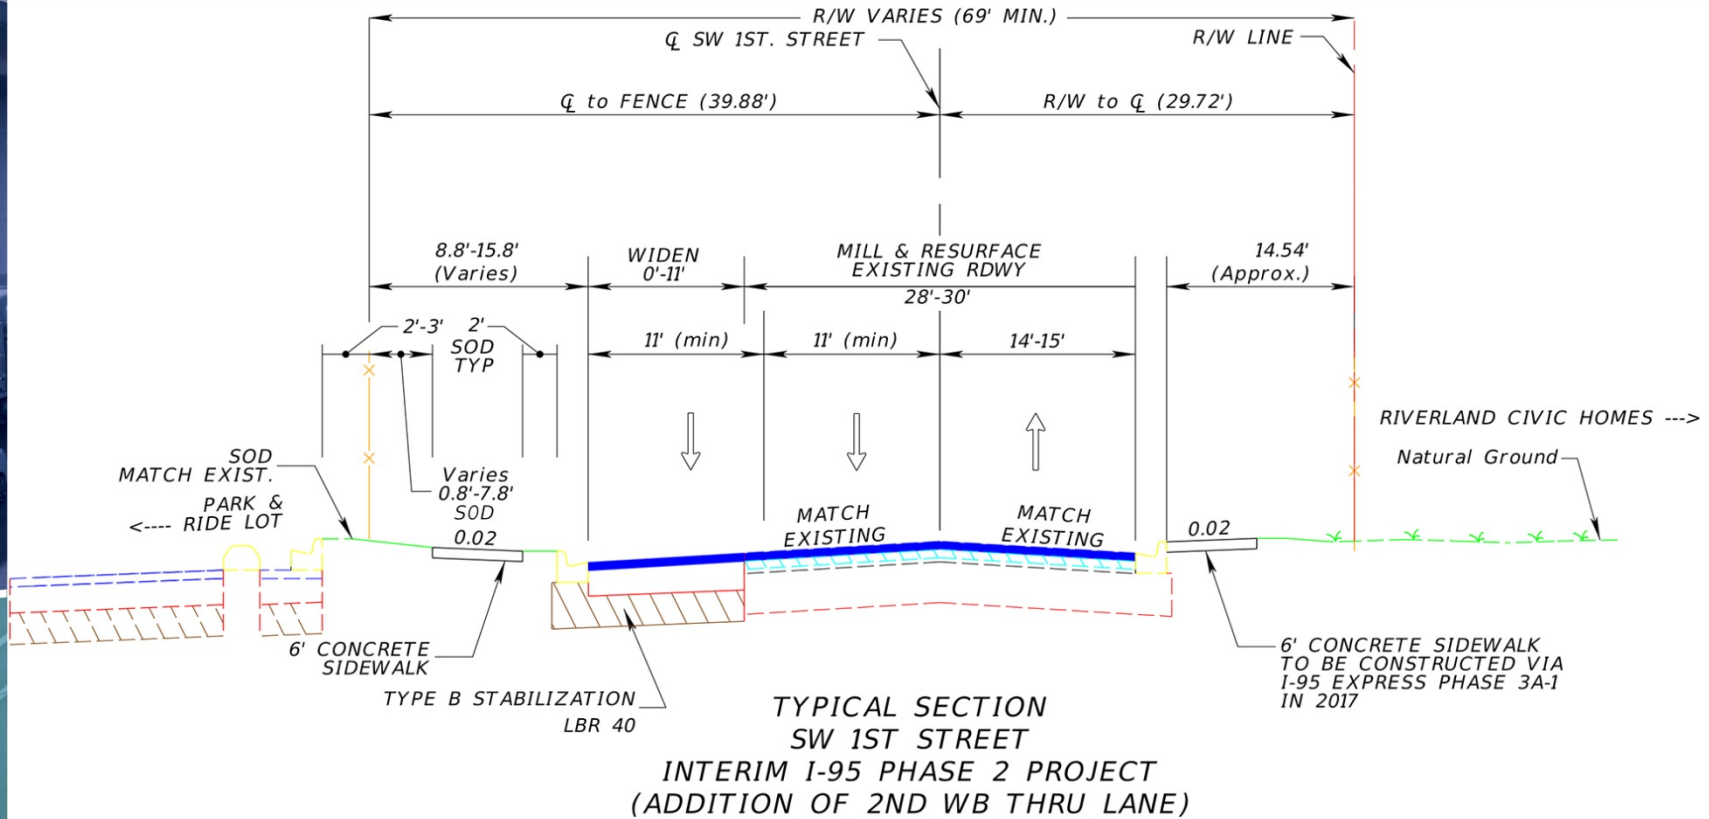 R/W VARIES (69' MIN.)
℄ SW 1ST. STREET
R/W LINE
℄ to FENCE (39.88')
R/W to ℄ (29.72')
8.8'-15.8'
(Varies)
WIDEN
0'-11'
MILL & RESURFACE
EXISTING RDWY
28'-30'
14.54'
(Approx.)
2'-3'
2'
SOD
TYP
11' (min)
11' (min)
14'-15'
RIVERLAND CIVIC HOMES --->
Natural Ground
SOD
MATCH EXIST.
PARK &
<---- RIDE LOT
Varies
0.8'-7.8'
SOD
0.02
MATCH
EXISTING
MATCH
EXISTING
0.02
6' CONCRETE
SIDEWALK
TYPE B STABILIZATION
LBR 40
6' CONCRETE SIDEWALK
TO BE CONSTRUCTED VIA
I-95 EXPRESS PHASE 3A-1
IN 2017
TYPICAL SECTION
SW 1ST STREET
INTERIM I-95 PHASE 2 PROJECT
(ADDITION OF 2ND WB THRU LANE)